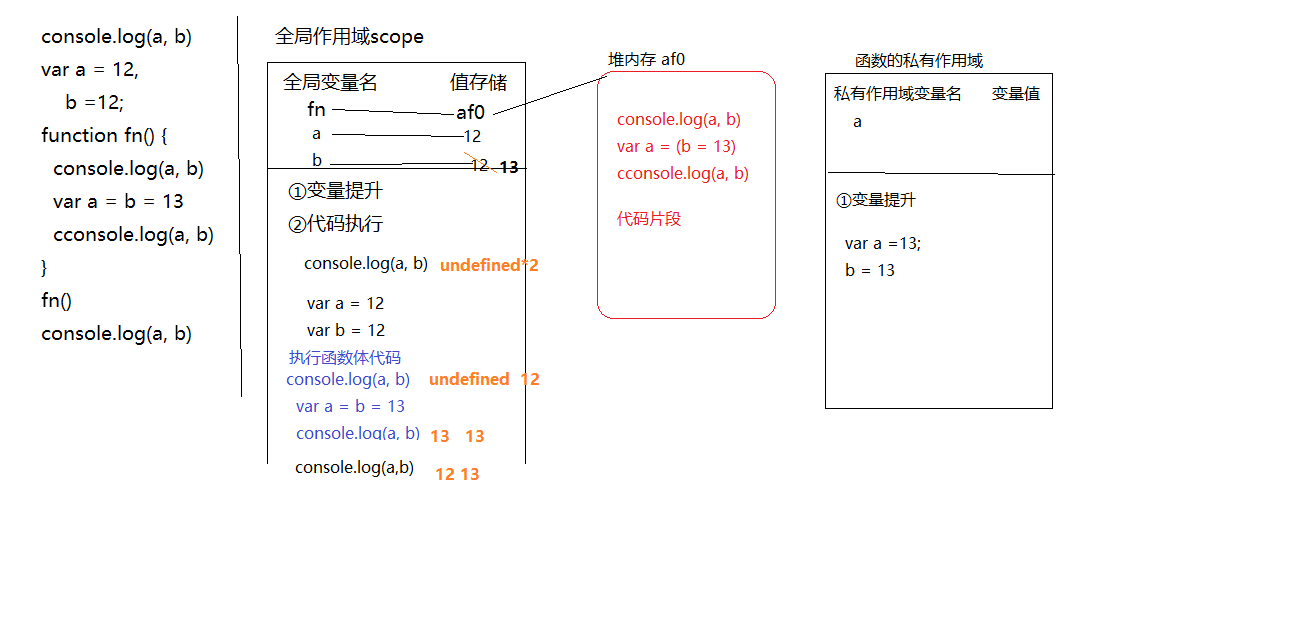 console.log(a, b)
var a = 12,
b =12;
function fn() {
console.log(a, b)
var a = b = 13
cconsole.log(a, b)
}
fn()
console.log(a, b)
全局作用域scope
全局变量名 值存储
fn af0
a 12
b 12 13
①变量提升
②代码执行
console.log(a, b) undefined*2
var a = 12
var b = 12
执行函数体代码
console.log(a, b) undefined 12
var a = b = 13
console.log(a, b) 13 13
console.log(a,b) 12 13
堆内存 af0
console.log(a, b)
var a = (b = 13)
cconsole.log(a, b)
代码片段
函数的私有作用域
私有作用域变量名 变量值
a
①变量提升
var a =13;
b = 13